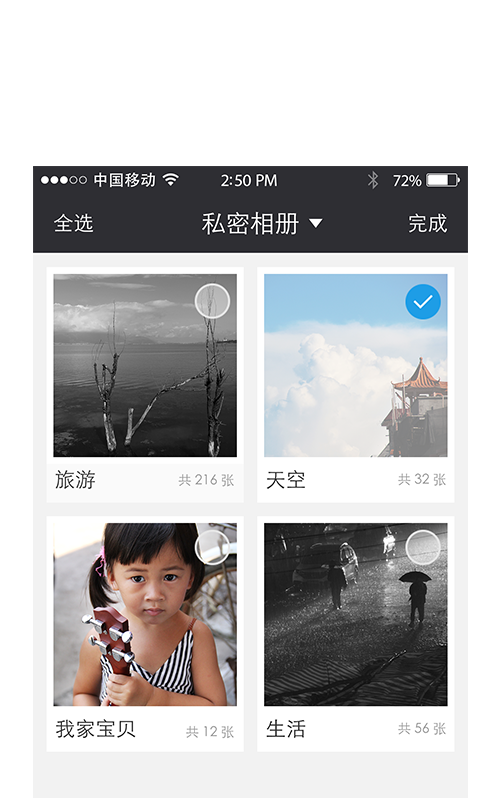 中国移动 2:50 PM 72%
全选 私密相册 完成
旅游 共 216 张
天空 共 32 张
我家宝贝 共 12 张
生活 共 56 张